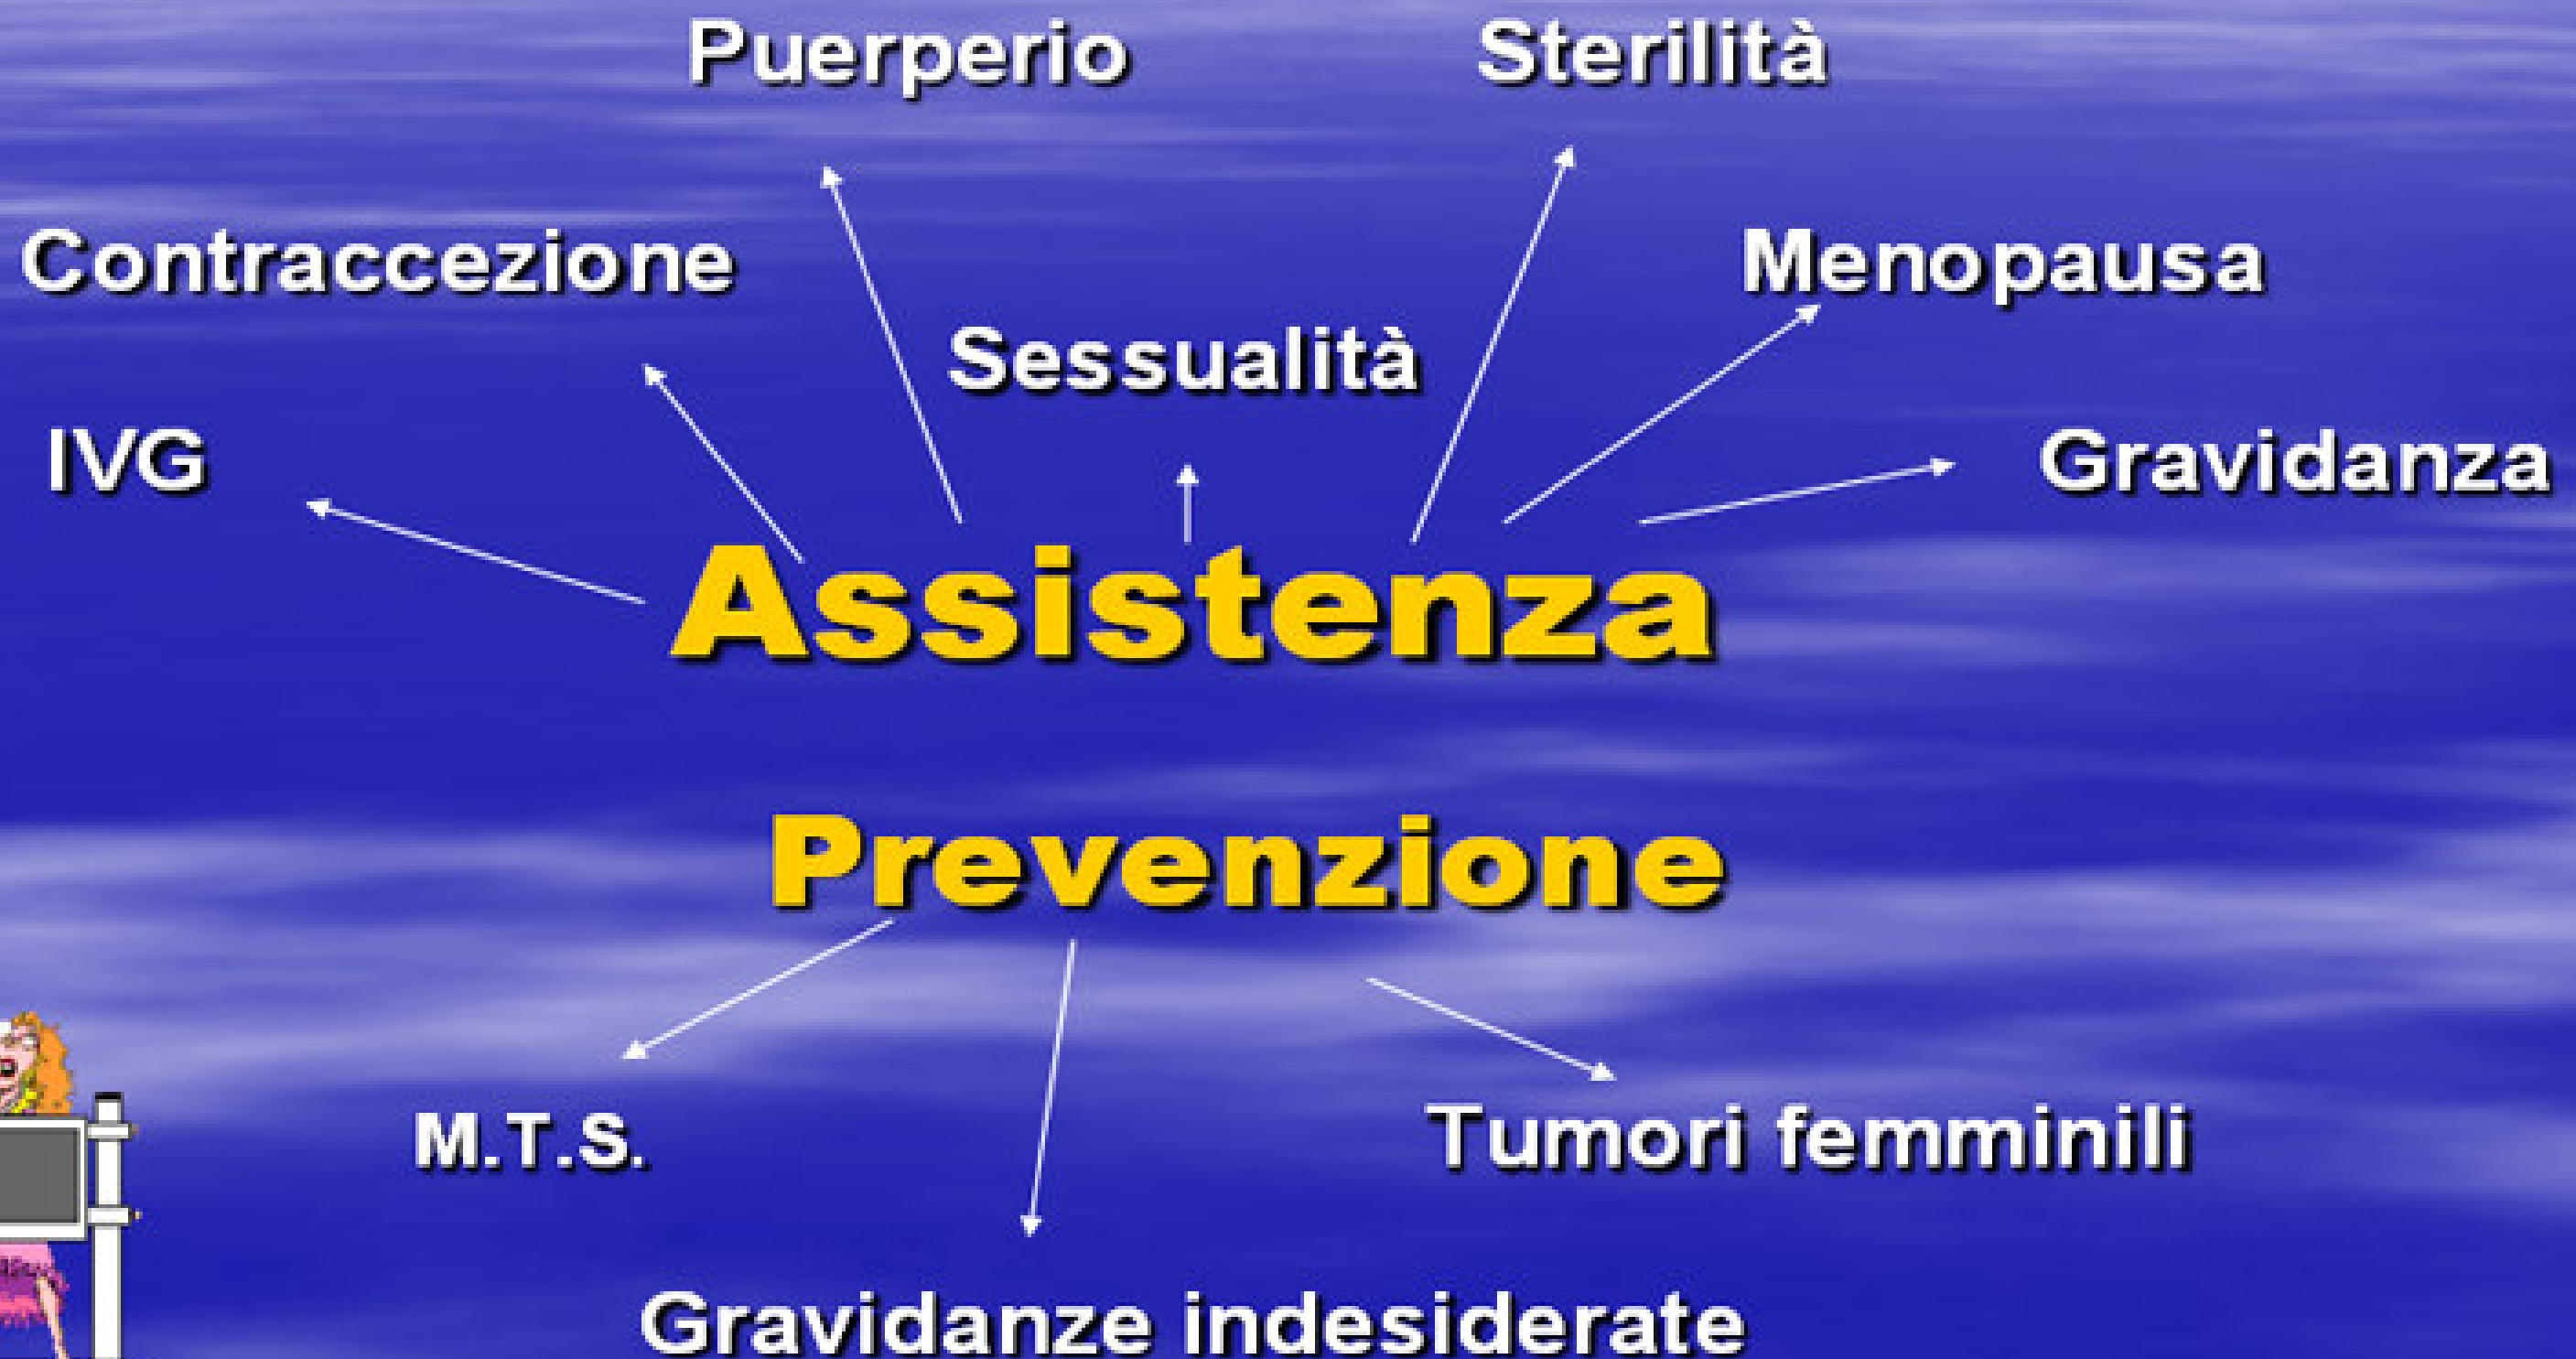 Puerperio
Sterilità
Contraccezione
Menopausa
Sessualità
IVG
Gravidanza
Assistenza
Prevenzione
M.T.S.
Tumori femminili
Gravidanze indesiderate